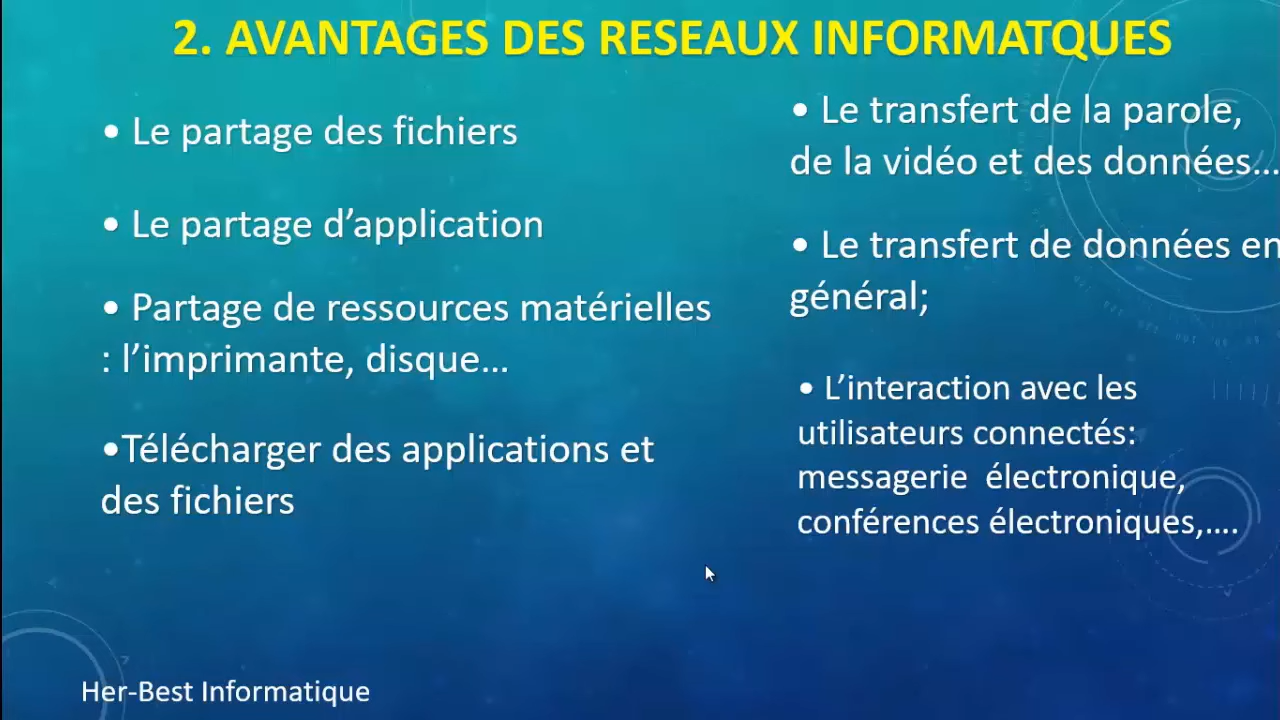 2. AVANTAGES DES RESEAUX INFORMATQUES
• Le partage des fichiers
• Le partage d’application
• Partage de ressources matérielles
: l’imprimante, disque…
•Télécharger des applications et
des fichiers
• Le transfert de la parole,
de la vidéo et des données…
• Le transfert de données en
général;
• L’interaction avec les
utilisateurs connectés:
messagerie  électronique,
conférences électroniques,….
Her-Best Informatique